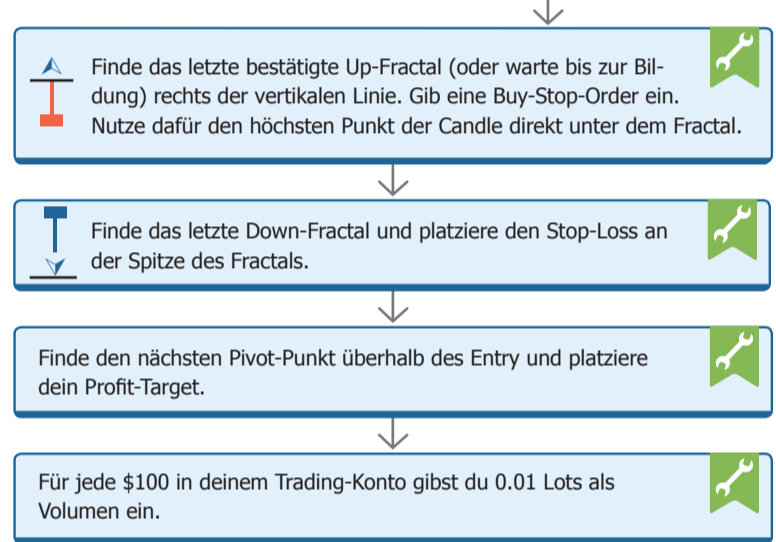 Finde das letzte bestätigte Up-Fractal (oder warte bis zur Bil-
dung) rechts der vertikalen Linie. Gib eine Buy-Stop-Order ein.
Nutze dafür den höchsten Punkt der Candle direkt unter dem Fractal.
Finde das letzte Down-Fractal und platziere den Stop-Loss an
der Spitze des Fractals.
Finde den nächsten Pivot-Punkt überhalb des Entry und platziere
dein Profit-Target.
Für jede $100 in deinem Trading-Konto gibst du 0.01 Lots als
Volumen ein.